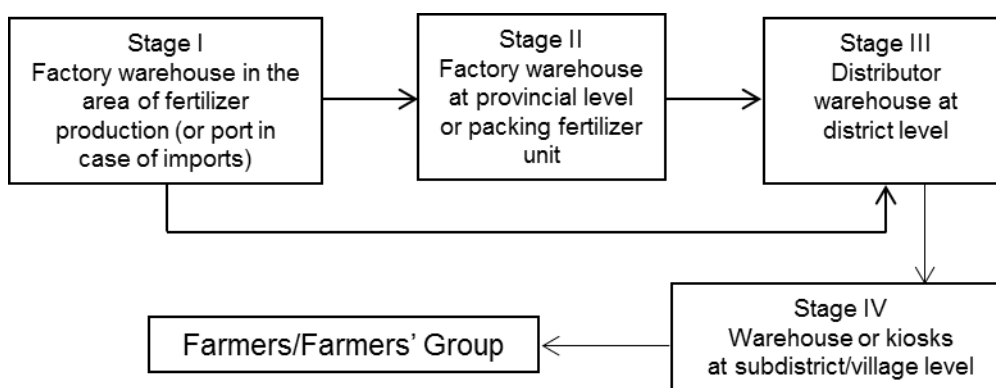 Stage I
Factory warehouse in the
area of fertilizer
production (or port in
case of imports)
Stage II
Factory warehouse
at provincial level
or packing fertilizer
unit
Stage III
Distributor
warehouse at
district level
Stage IV
Warehouse or kiosks
at subdistrict/village level
Farmers/Farmers’ Group